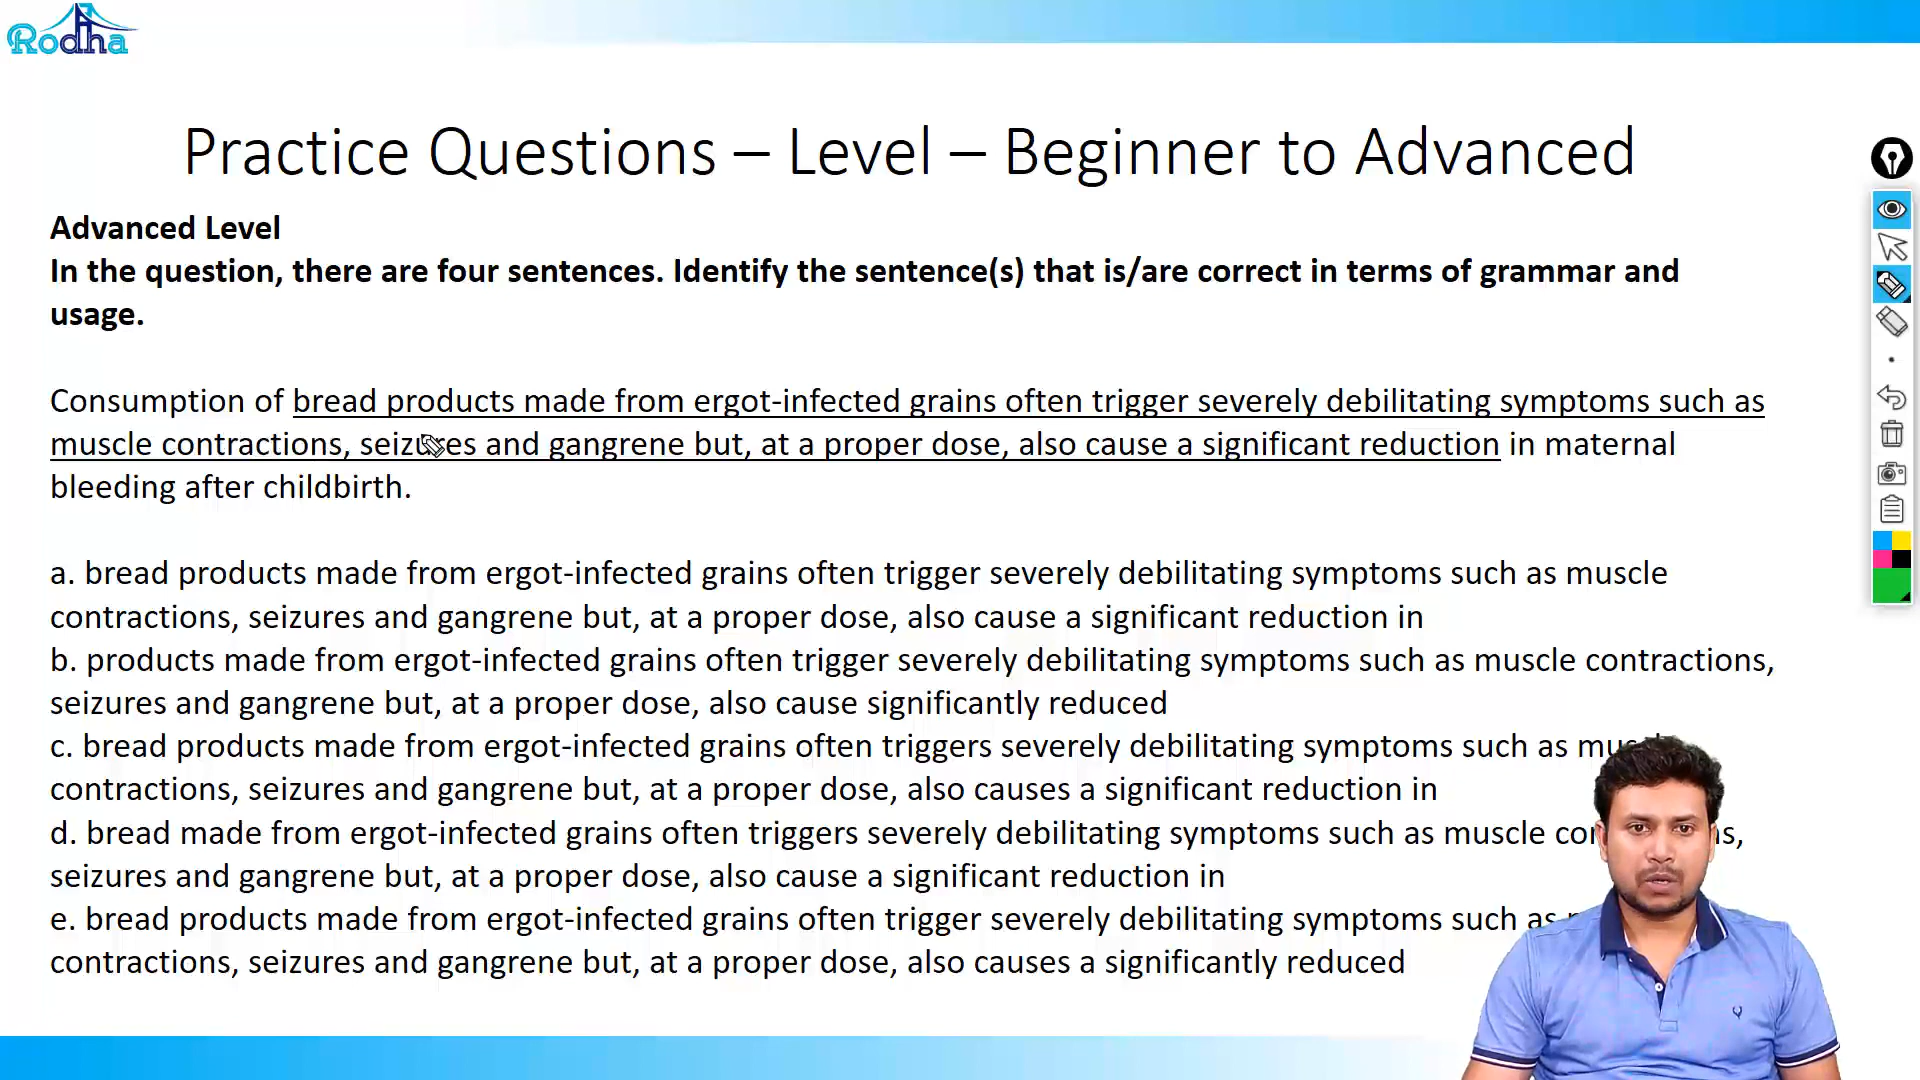 Rodha
Practice Questions – Level – Beginner to Advanced
Advanced Level
In the question, there are four sentences. Identify the sentence(s) that is/are correct in terms of grammar and
usage.
Consumption of bread products made from ergot-infected grains often trigger severely debilitating symptoms such as
muscle contractions, seizures and gangrene but, at a proper dose, also cause a significant reduction in maternal
bleeding after childbirth.
a. bread products made from ergot-infected grains often trigger severely debilitating symptoms such as muscle
contractions, seizures and gangrene but, at a proper dose, also cause a significant reduction in
b. products made from ergot-infected grains often trigger severely debilitating symptoms such as muscle contractions,
seizures and gangrene but, at a proper dose, also cause significantly reduced
c. bread products made from ergot-infected grains often triggers severely debilitating symptoms such as
contractions, seizures and gangrene but, at a proper dose, also causes a significant reduction in
d. bread made from ergot-infected grains often triggers severely debilitating symptoms such as muscle
seizures and gangrene but, at a proper dose, also cause a significant reduction in
e. bread products made from ergot-infected grains often trigger severely debilitating symptoms such as
contractions, seizures and gangrene but, at a proper dose, also causes a significantly reduced